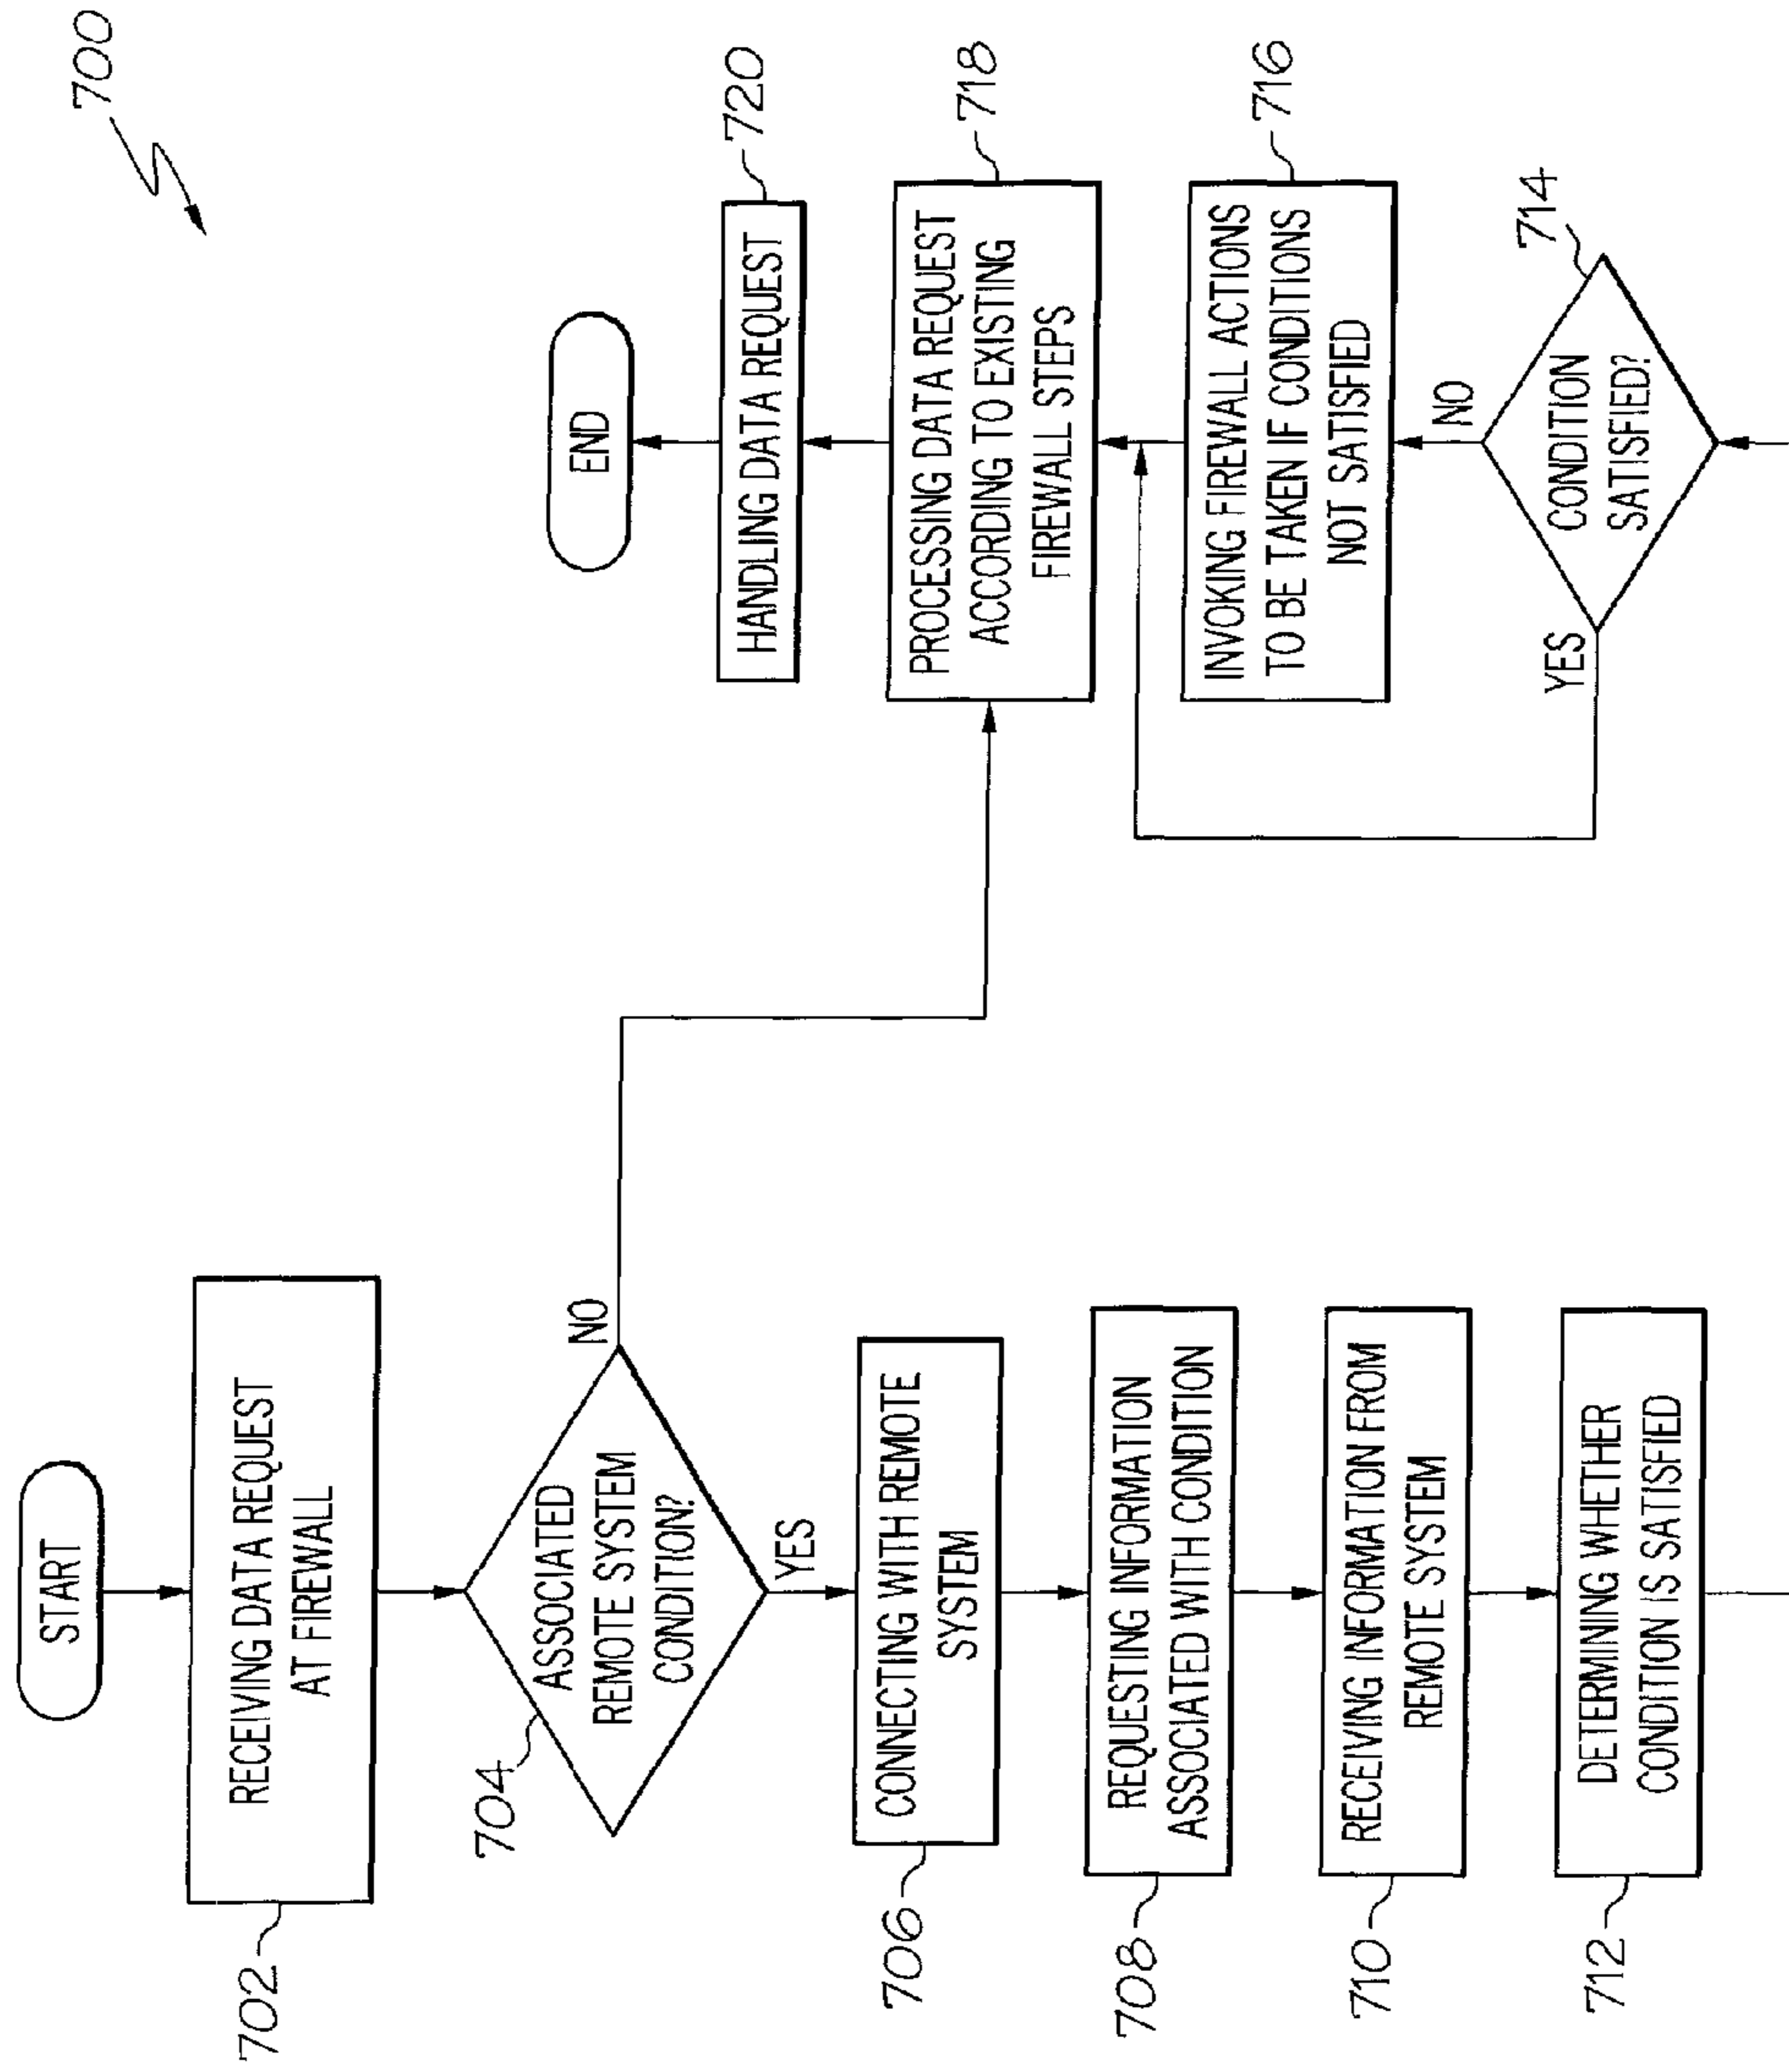 700
START
RECEIVING DATA REQUEST
AT FIREWALL
702
ASSOCIATED
REMOTE SYSTEM
CONDITION?
704
NO
YES
CONNECTING WITH REMOTE
SYSTEM
706
REQUESTING INFORMATION
ASSOCIATED WITH CONDITION
708
RECEIVING INFORMATION FROM
REMOTE SYSTEM
710
DETERMINING WHETHER
CONDITION IS SATISFIED
712
CONDITION
SATISFIED?
714
YES
NO
INVOKING FIREWALL ACTIONS
TO BE TAKEN IF CONDITIONS
NOT SATISFIED
716
PROCESSING DATA REQUEST
ACCORDING TO EXISTING
FIREWALL STEPS
718
HANDLING DATA REQUEST
720
END